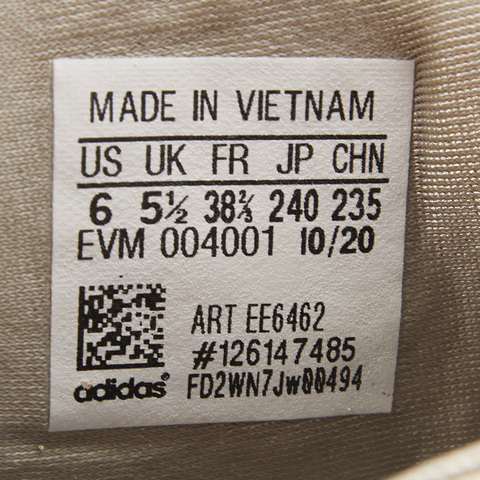 MADE IN VIETNAM
US UK FR JP CHN
6 5½ 38⅔ 240 235
EVM 004001 10/20
ART EE6462
#126147485
adidas® FD2WN7Jw00494